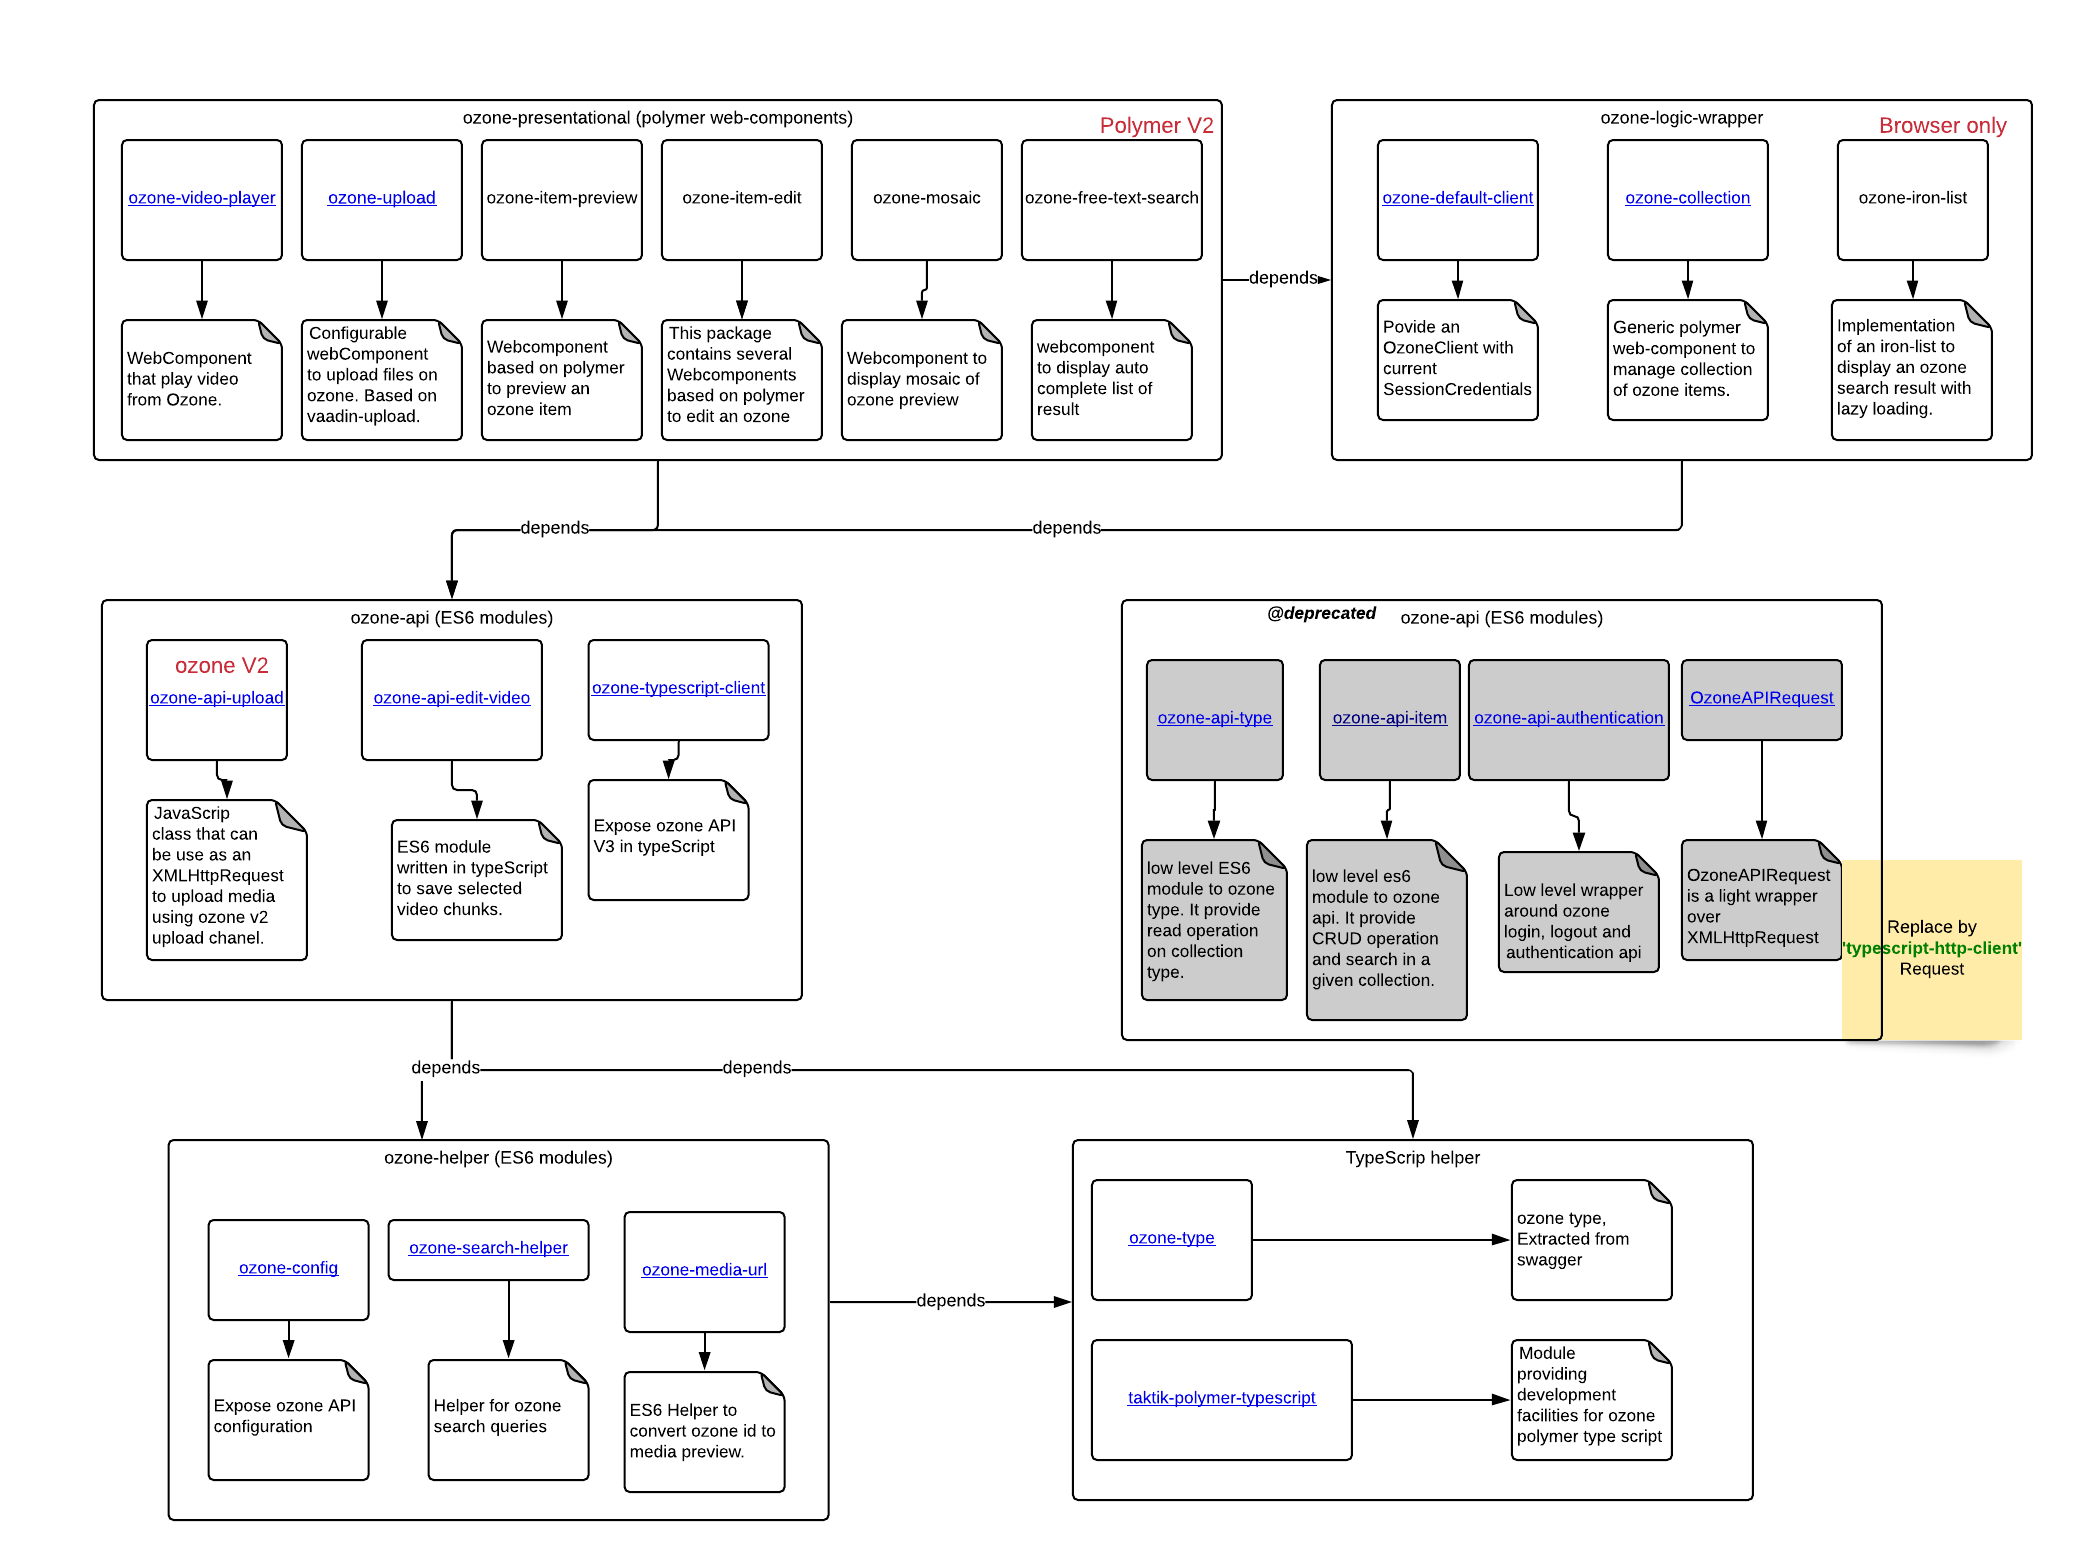 ozone-presentational (polymer web-components)
Polymer V2
ozone-video-player
ozone-upload
ozone-item-preview
ozone-item-edit
ozone-mosaic
ozone-free-text-search
WebComponent
that play video
from Ozone.
Configurable
webComponent
to upload files on
ozone. Based on
vaadin-upload.
Webcomponent
based on polymer
to preview an
ozone item
This package
contains several
Webcomponents
based on polymer
to edit an ozone
Webcomponent to
display mosaic of
ozone preview
webcomponent
to display auto
complete list of
result
depends
ozone-logic-wrapper
Browser only
ozone-default-client
ozone-collection
ozone-iron-list
Povide an
OzoneClient with
current
SessionCredentials
Generic polymer
web-component to
manage collection
of ozone items.
Implementation
of an iron-list to
display an ozone
search result with
lazy loading.
depends
depends
ozone-api (ES6 modules)
ozone V2
ozone-api-upload
ozone-api-edit-video
ozone-typescript-client
JavaScrip
class that can
be use as an
XMLHttpRequest
to upload media
using ozone v2
upload chanel.
ES6 module
written in typeScript
to save selected
video chunks.
Expose ozone API
V3 in typeScript
@deprecated
ozone-api (ES6 modules)
ozone-api-type
ozone-api-item
ozone-api-authentication
OzoneAPIRequest
low level ES6
module to ozone
type. It provide
read operation
on collection
type.
low level es6
module to ozone
api. It provide
CRUD operation
and search in a
given collection.
Low level wrapper
around ozone
login, logout and
authentication api
OzoneAPIRequest
is a light wrapper
over
XMLHttpRequest
Replace by
'typescript-http-client'
Request
depends
depends
ozone-helper (ES6 modules)
ozone-config
ozone-search-helper
ozone-media-url
Expose ozone API
configuration
Helper for ozone
search queries
ES6 Helper to
convert ozone id to
media preview.
depends
TypeScrip helper
ozone-type
ozone type,
Extracted from
swagger
taktik-polymer-typescript
Module
providing
development
facilities for ozone
polymer type script